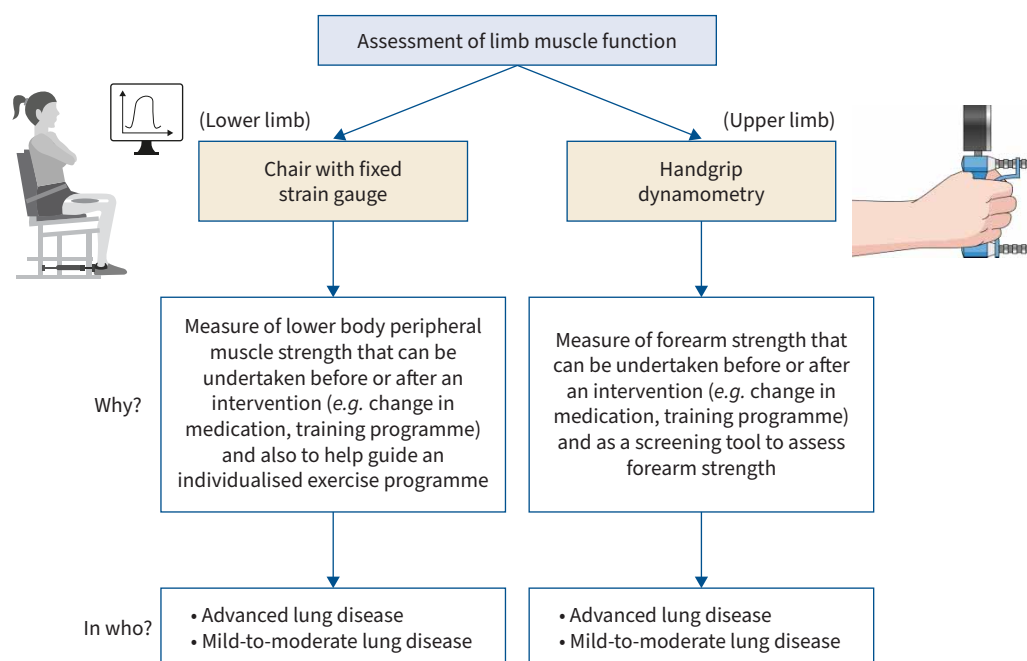 Assessment of limb muscle function
(Lower limb)
(Upper limb)
Chair with fixed
strain gauge
Handgrip
dynamometry
Why?
Measure of lower body peripheral
muscle strength that can be
undertaken before or after an
intervention (e.g. change in
medication, training programme)
and also to help guide an
individualised exercise programme
Measure of forearm strength that
can be undertaken before or after
an intervention (e.g. change in
medication, training programme)
and as a screening tool to assess
forearm strength
In who?
• Advanced lung disease
• Mild-to-moderate lung disease
• Advanced lung disease
• Mild-to-moderate lung disease